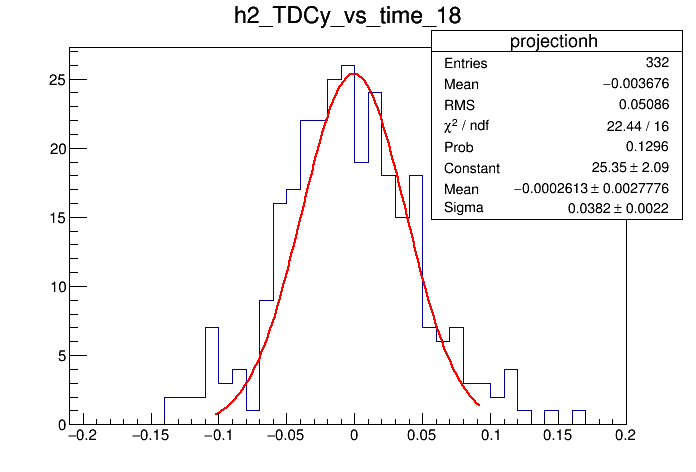 h2_TDCy_vs_time_18
projectionh
Entries 332
Mean −0.003676
RMS 0.05086
χ² / ndf 22.44 / 16
Prob 0.1296
Constant 25.35 ± 2.09
Mean −0.0002613 ± 0.0027776
Sigma 0.0382 ± 0.0022
25
20
15
10
5
0
−0.2 −0.15 −0.1 −0.05 0 0.05 0.1 0.15 0.2